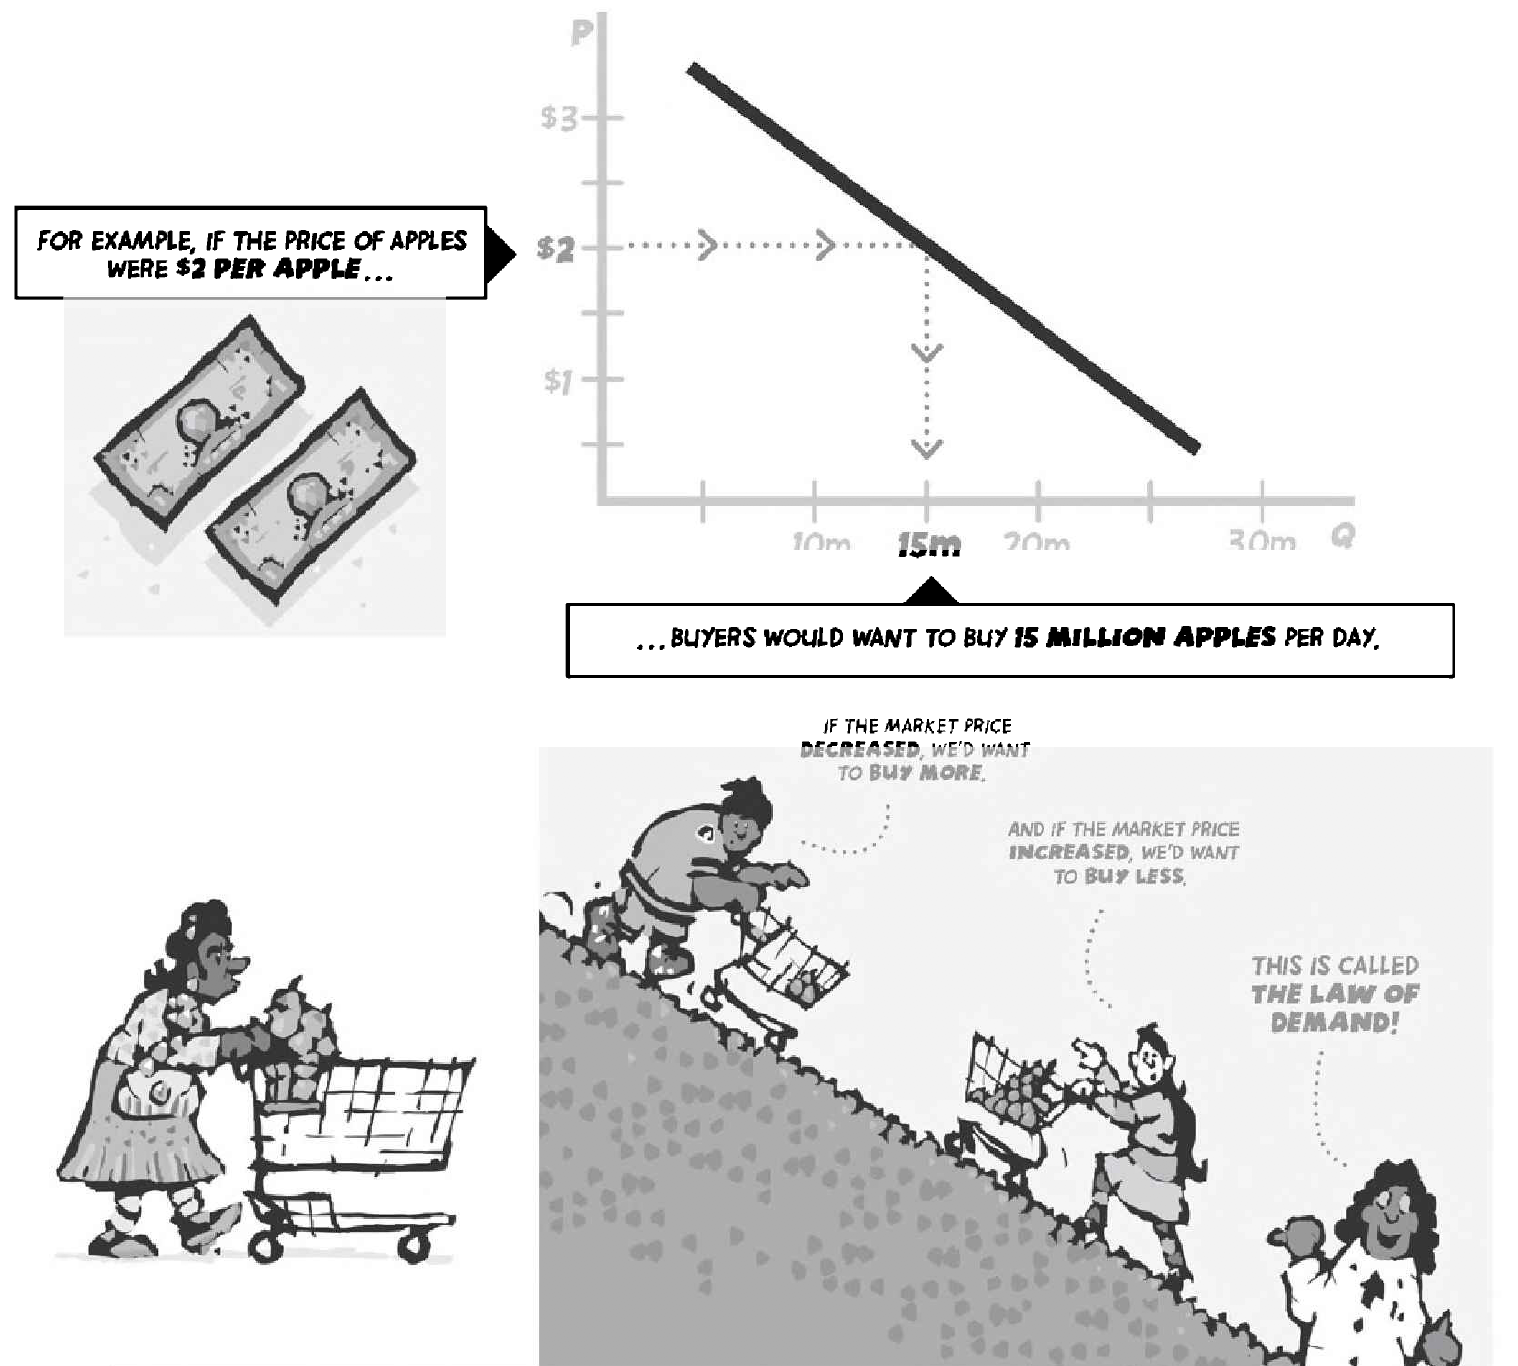 P
$3
FOR EXAMPLE, IF THE PRICE OF APPLES
WERE $2 PER APPLE...
$2
$1
10m 15m 20m 30m Q
...BUYERS WOULD WANT TO BUY 15 MILLION APPLES PER DAY.
IF THE MARKET PRICE
DECREASED, WE'D WANT
TO BUY MORE.
AND IF THE MARKET PRICE
INCREASED, WE'D WANT
TO BUY LESS.
THIS IS CALLED
THE LAW OF
DEMAND!